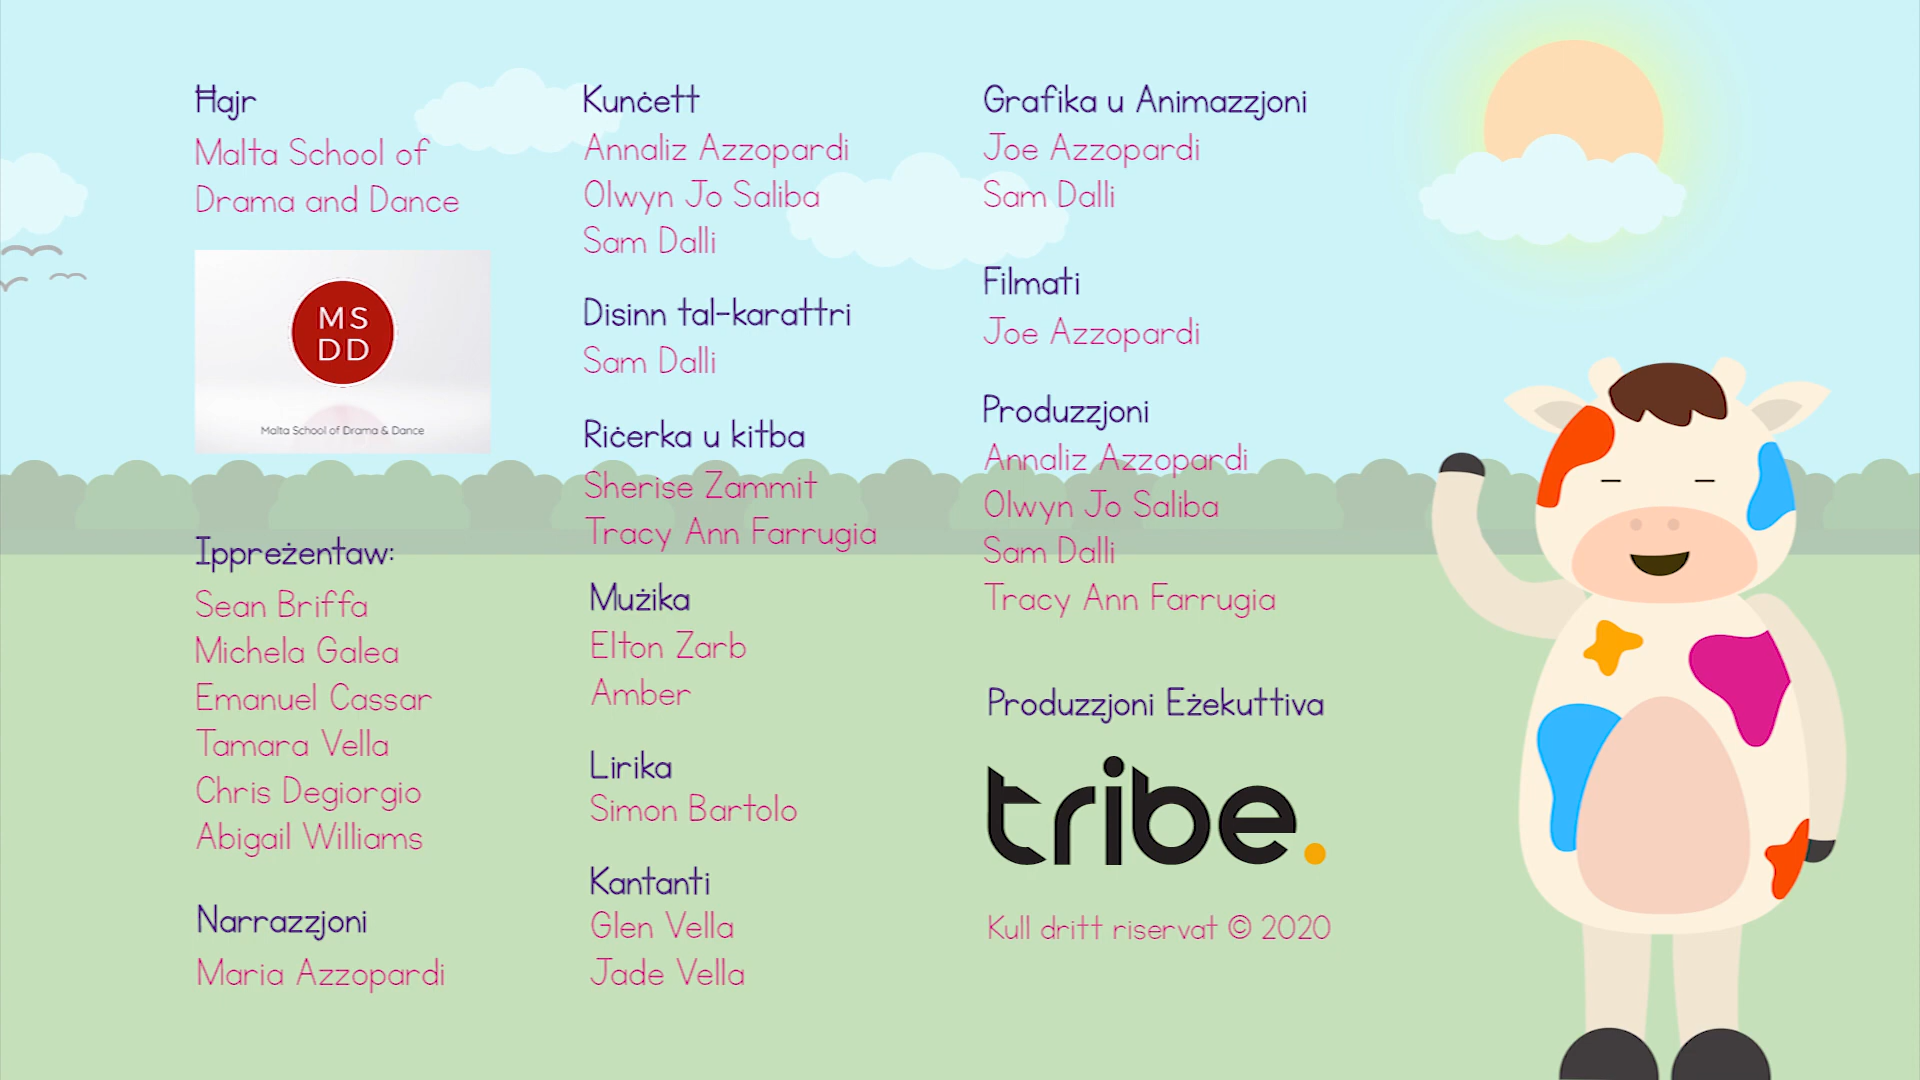 Ħajr
Malta School of
Drama and Dance
MS
DD
Malta School of Drama & Dance
Ippreżentaw:
Sean Briffa
Michela Galea
Emanuel Cassar
Tamara Vella
Chris Degiorgio
Abigail Williams
Narrazzjoni
Maria Azzopardi
Kunċett
Annaliz Azzopardi
Olwyn Jo Saliba
Sam Dalli
Disinn tal-karattri
Sam Dalli
Riċerka u kitba
Sherise Zammit
Tracy Ann Farrugia
Mużika
Elton Zarb
Amber
Lirika
Simon Bartolo
Kantanti
Glen Vella
Jade Vella
Grafika u Animazzjoni
Joe Azzopardi
Sam Dalli
Filmati
Joe Azzopardi
Produzzjoni
Annaliz Azzopardi
Olwyn Jo Saliba
Sam Dalli
Tracy Ann Farrugia
Produzzjoni Eżekuttiva
tribe.
Kull dritt riservat © 2020